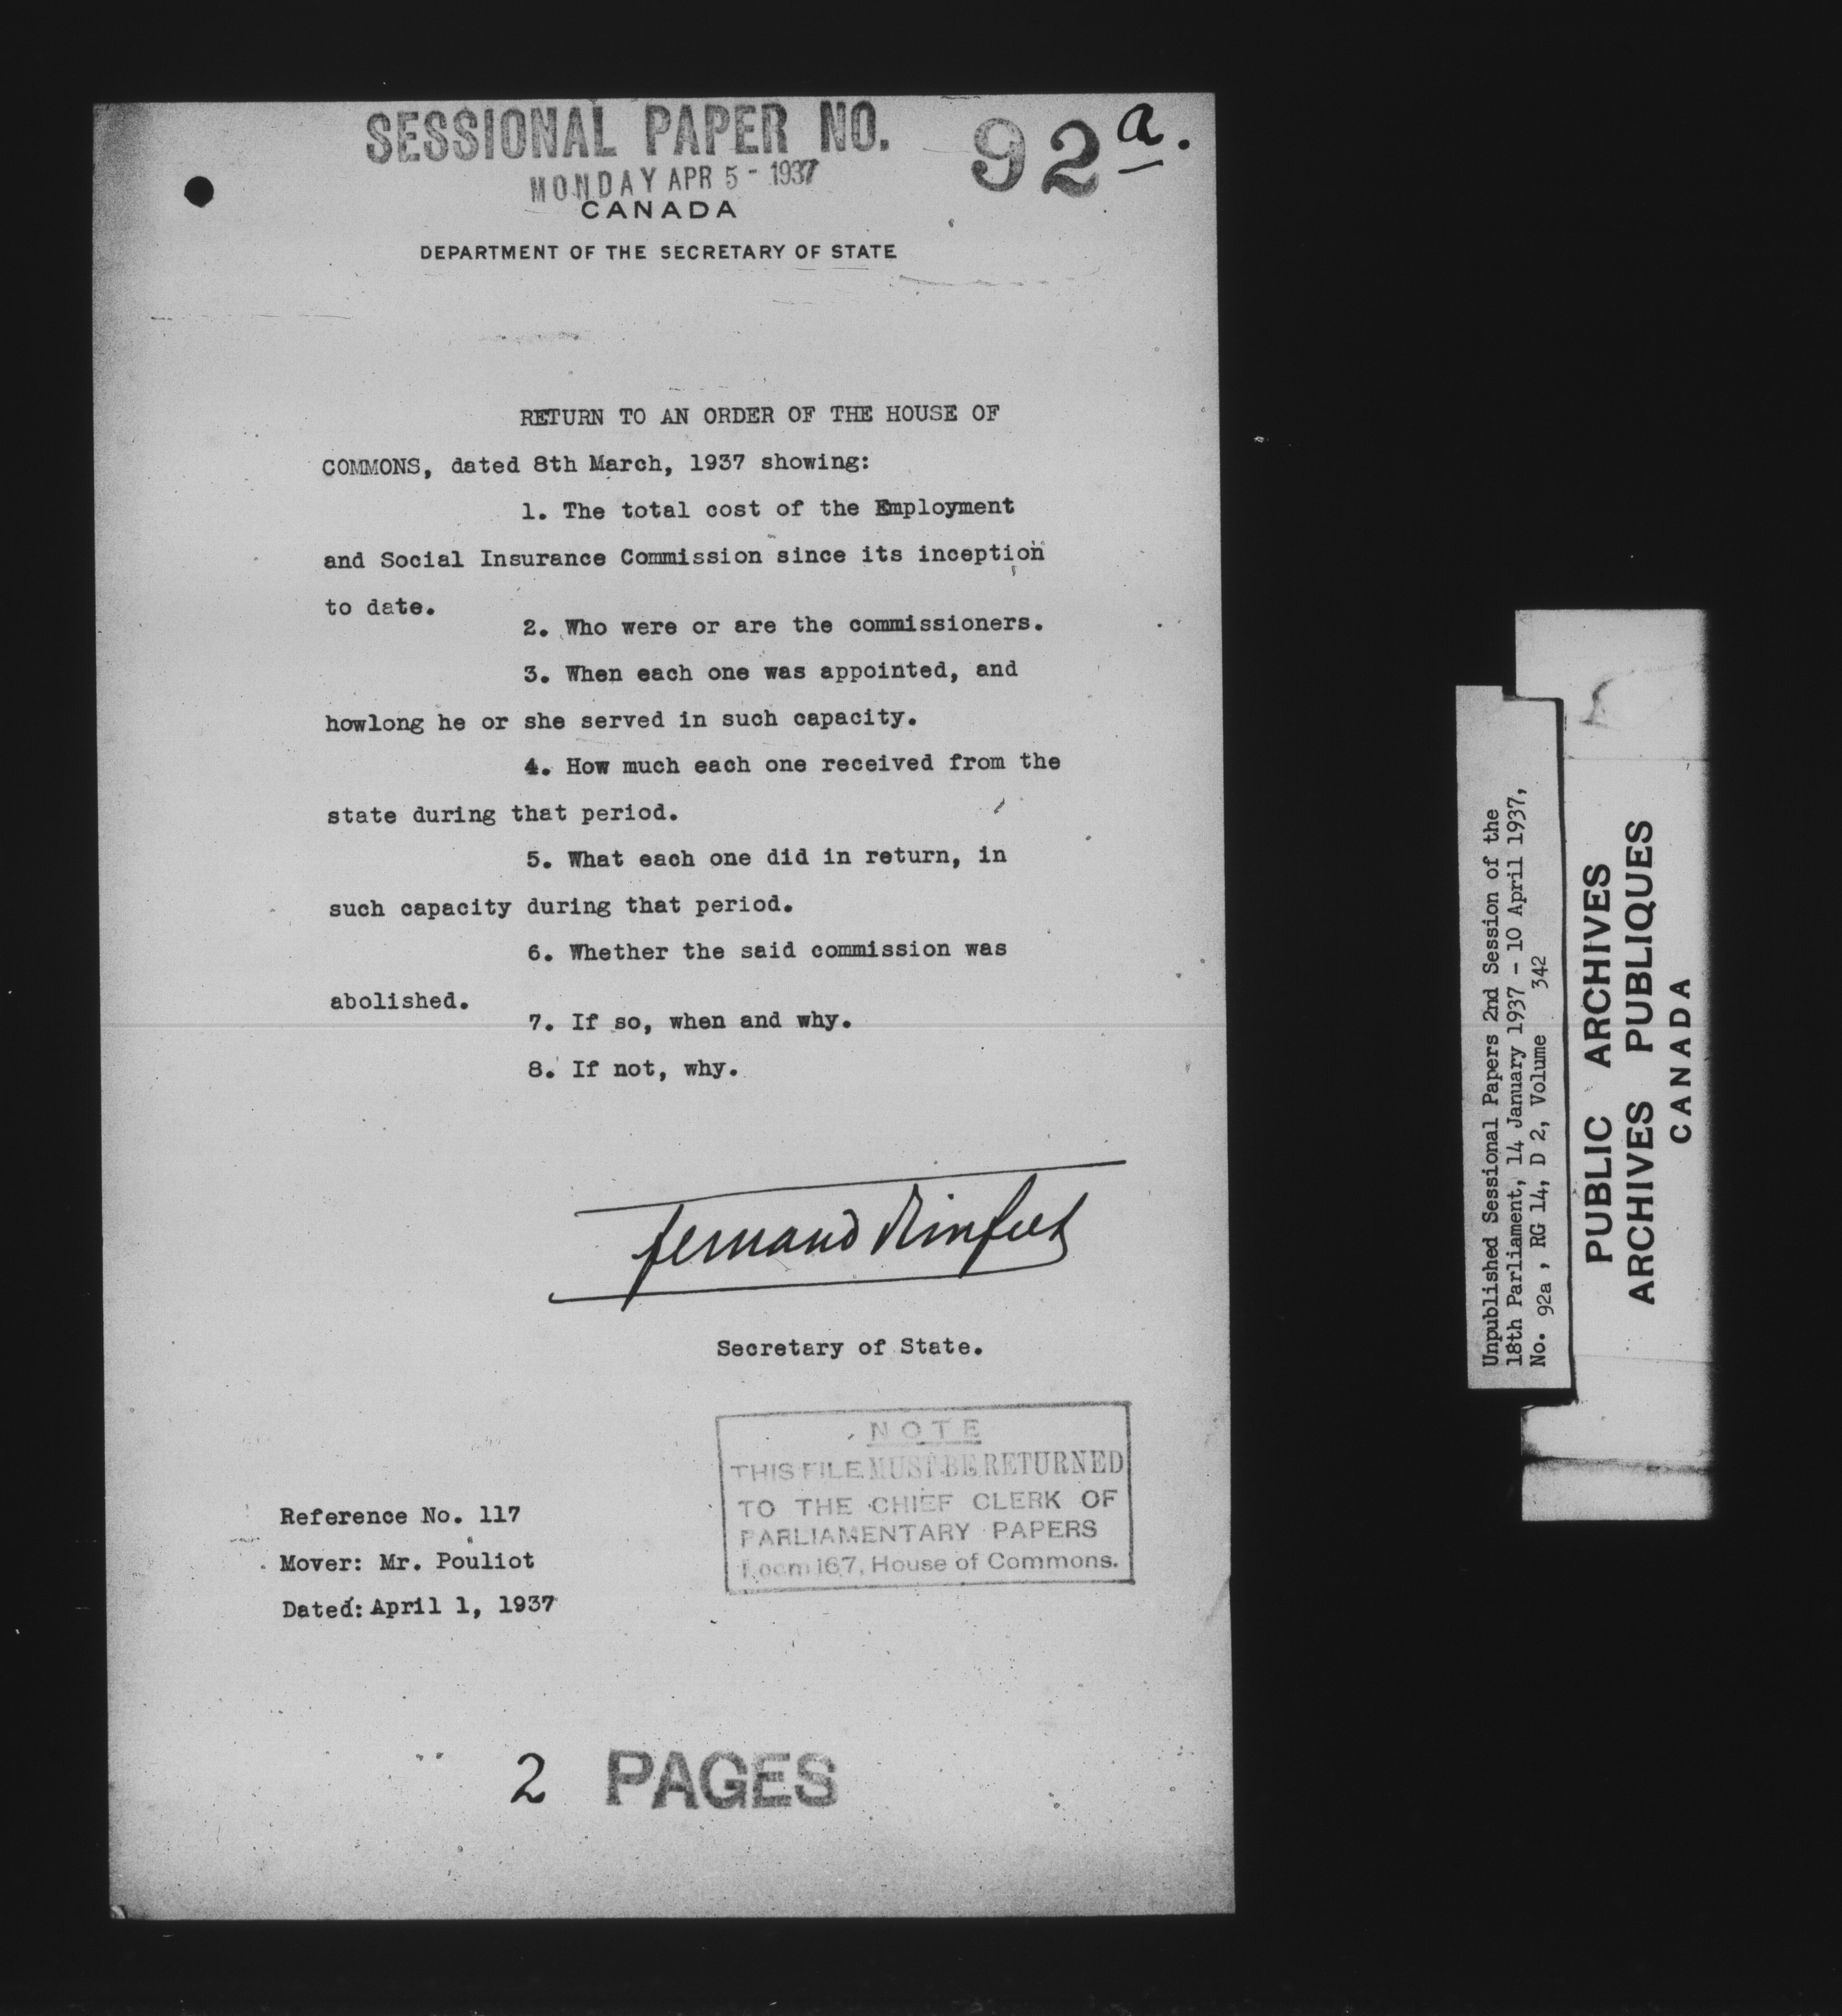 SESSIONAL PAPER NO. 92a.
MONDAY APR 5 - 1937
CANADA
DEPARTMENT OF THE SECRETARY OF STATE
RETURN TO AN ORDER OF THE HOUSE OF
COMMONS, dated 8th March, 1937 showing:
1. The total cost of the Employment
and Social Insurance Commission since its inception
to date.
2. Who were or are the commissioners.
3. When each one was appointed, and
howlong he or she served in such capacity.
4. How much each one received from the
state during that period.
5. What each one did in return, in
such capacity during that period.
6. Whether the said commission was
abolished.
7. If so, when and why.
8. If not, why.
Fernand Rinfret
Secretary of State.
NOTE
THIS FILE MUST BE RETURNED
TO THE CHIEF CLERK OF
PARLIAMENTARY PAPERS
Room 167, House of Commons.
Reference No. 117
Mover: Mr. Pouliot
Dated: April 1, 1937
2 PAGES
Unpublished Sessional Papers 2nd Session of the
18th Parliament, 14 January 1937 - 10 April 1937,
No. 92a , RG 14, D 2, Volume 342
PUBLIC ARCHIVES
ARCHIVES PUBLIQUES
CANADA